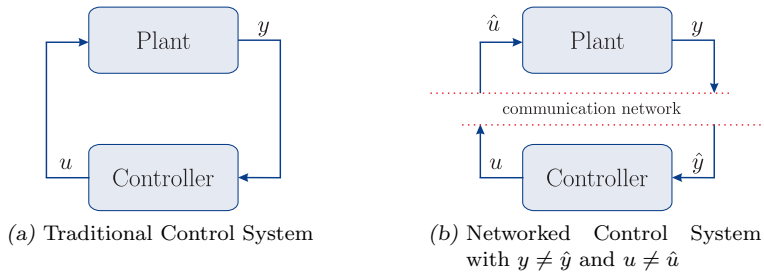 Plant
y
u
Controller
(a) Traditional Control System
û
Plant
y
communication network
u
Controller
ŷ
(b) Networked Control System
with y ≠ ŷ and u ≠ û